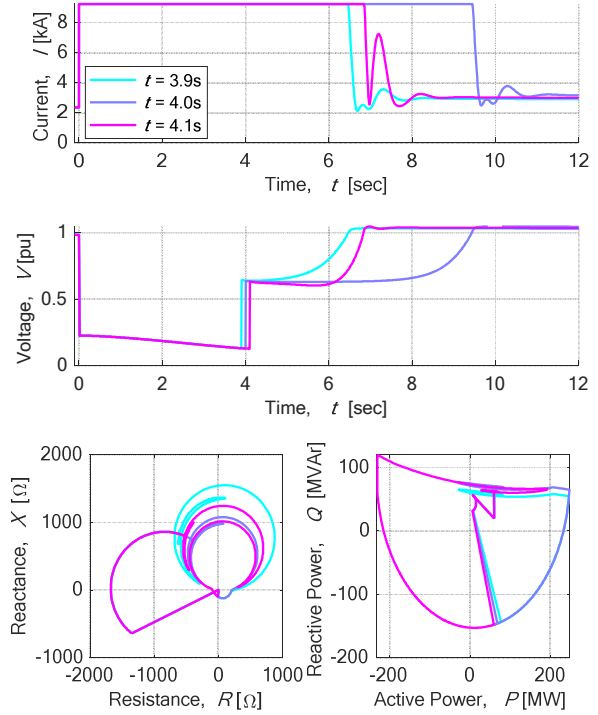 Current, I [kA]
8
6
4
2
0
t = 3.9s
t = 4.0s
t = 4.1s
0 2 4 6 8 10 12
Time, t [sec]
Voltage, V [pu]
1
0.5
0
0 2 4 6 8 10 12
Time, t [sec]
Reactance, X [Ω]
2000
1000
0
-1000
-2000 -1000 0 1000
Resistance, R [Ω]
Reactive Power, Q [MVAr]
100
0
-100
-200
-200 0 200
Active Power, P [MW]